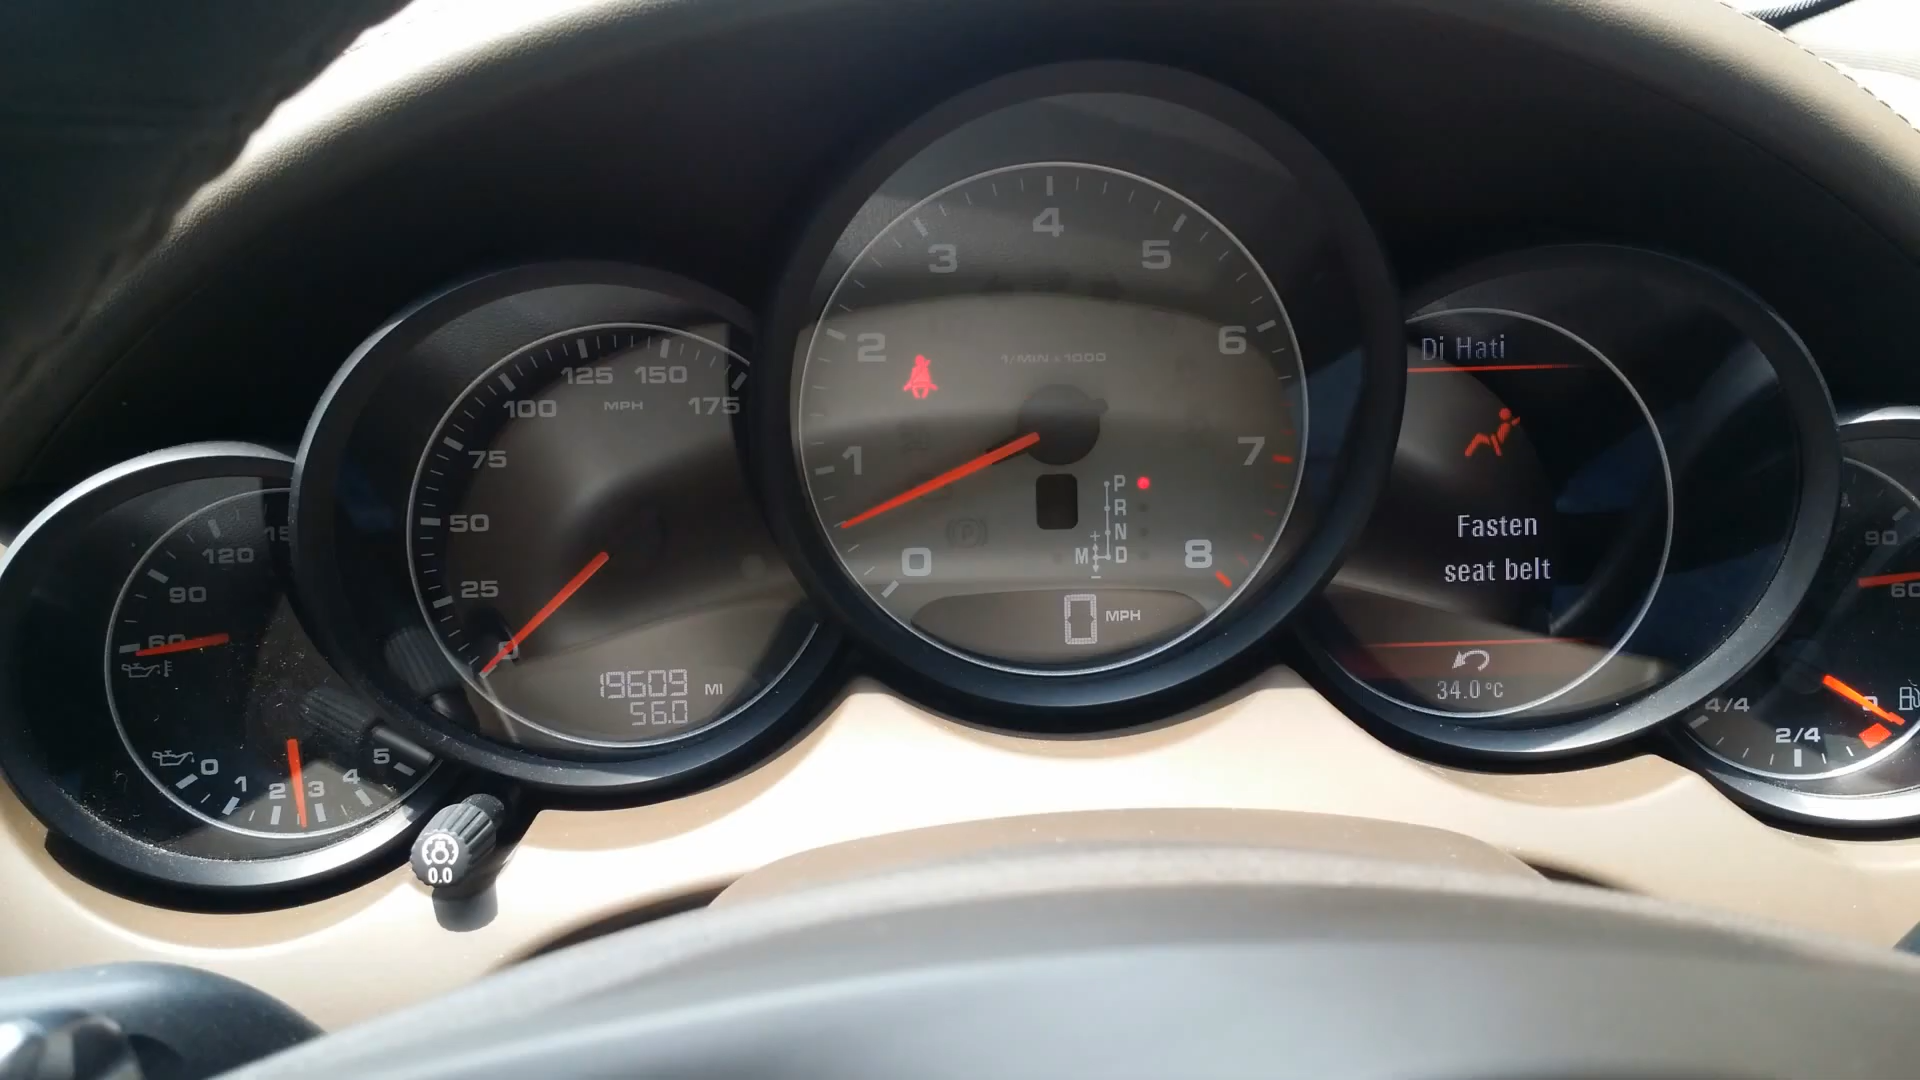 120
15
90
60
0
1
2
3
4
5
0.0
125
150
100
MPH
175
75
50
25
0
19609 MI
56.0
4
3
5
2
6
1/MIN x 1000
1
7
P
R
N
M D
+
-
0
8
0 MPH
Di Hati
Fasten
seat belt
34.0°C
90
60
4/4
2/4